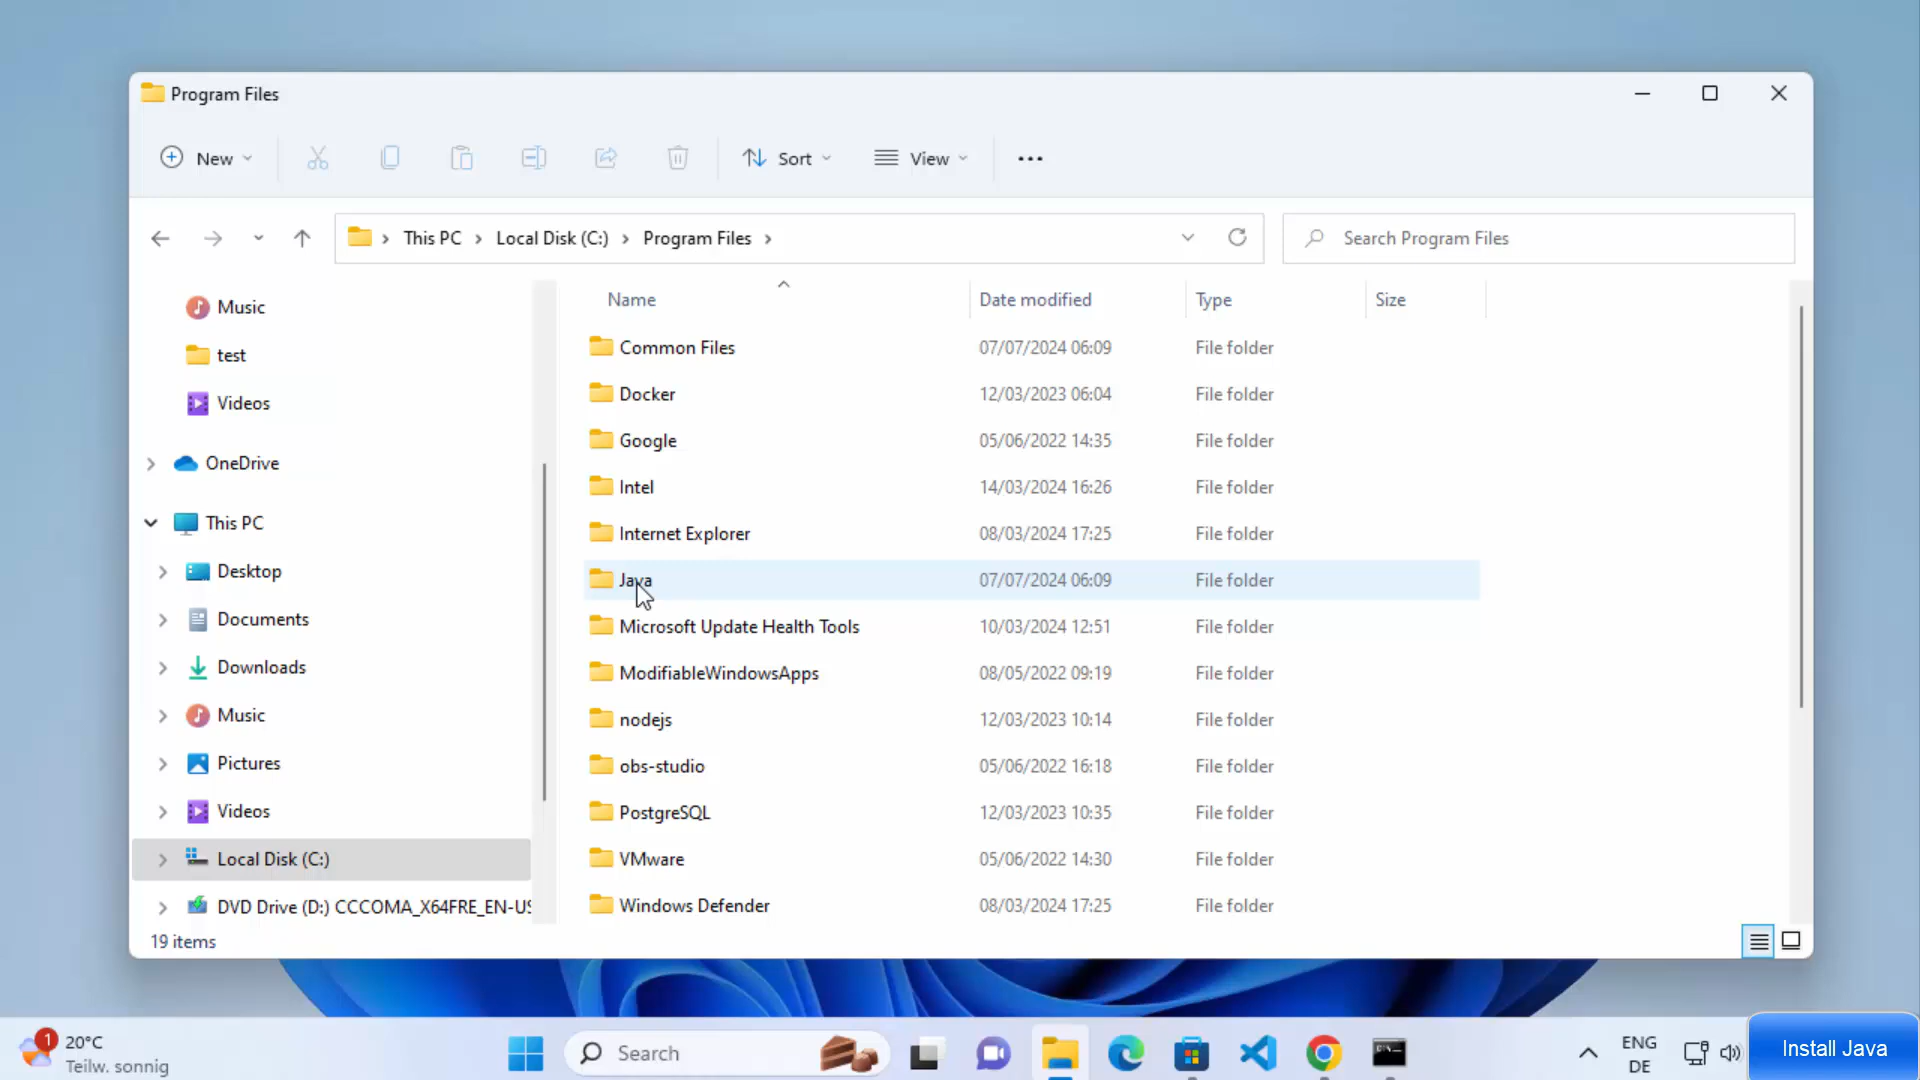 Program Files
New
Sort
View
This PC
Local Disk (C:)
Program Files
Search Program Files
Music
test
Videos
OneDrive
This PC
Desktop
Documents
Downloads
Music
Pictures
Videos
Local Disk (C:)
DVD Drive (D:) CCCOMA_X64FRE_EN-US
Name Date modified Type Size
Common Files 07/07/2024 06:09 File folder
Docker 12/03/2023 06:04 File folder
Google 05/06/2022 14:35 File folder
Intel 14/03/2024 16:26 File folder
Internet Explorer 08/03/2024 17:25 File folder
Java 07/07/2024 06:09 File folder
Microsoft Update Health Tools 10/03/2024 12:51 File folder
ModifiableWindowsApps 08/05/2022 09:19 File folder
nodejs 12/03/2023 10:14 File folder
obs-studio 05/06/2022 16:18 File folder
PostgreSQL 12/03/2023 10:35 File folder
VMware 05/06/2022 14:30 File folder
Windows Defender 08/03/2024 17:25 File folder
19 items
1
20°C
Teilw. sonnig
Search
ENG
DE
Install Java